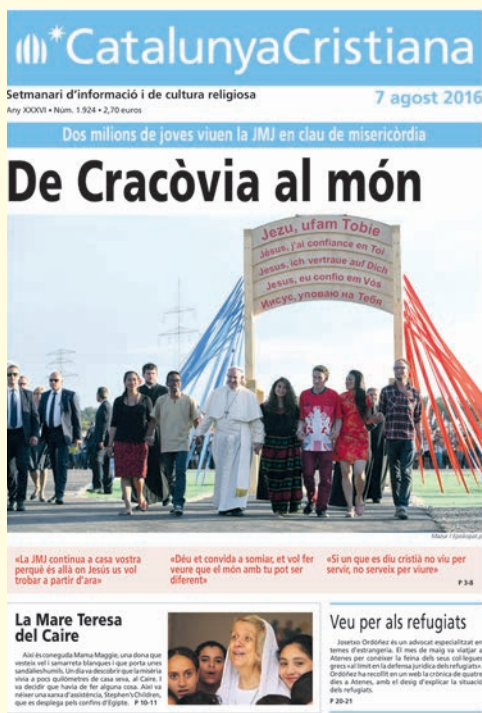 CatalunyaCristiana
Setmanari d'informació i de cultura religiosa
7 agost 2016
Any XXXVI • Núm. 1.924 • 2,70 euros
Dos milions de joves viuen la JMJ en clau de misericòrdia
De Cracòvia al món
Jezu, ufam Tobie
Jésus, j'ai confiance en Toi
Jesus, ich vertraue auf Dich
Jesus, eu confio em Vós
Иисус, уповаю на Тебя
Mazur / Episkopat.p
«La JMJ continua a casa vostra
perquè és allà on Jesús us vol
trobar a partir d'ara»
«Déu et convida a somiar, et vol fer
veure que el món amb tu pot ser
diferent»
«Si un que es diu cristià no viu per
servir, no serveix per viure»
P 3-8
La Mare Teresa
del Caire
Així és coneguda Mama Maggie, una dona que
vesteix vel i samarreta blanques i que porta unes
sandàlies humils. Un dia va descobrir que la misèria
vivia a pocs quilòmetres de casa seva, al Caire. I
va decidir que havia de fer alguna cosa. Així va
néixer una xarxa d'assistència, Stephen'sChildren,
que es desplega pels confins d'Egipte. P 10-11
Veu per als refugiats
Josetxo Ordóñez és un advocat especialitzat en
temes d'estrangeria. El mes de maig va viatjar a
Atenes per conèixer la feina dels seus col·legues
grecs «al límit en la defensa jurídica dels refugiats».
Ordóñez ha recollit en un web la crònica de quatre
dies a Atenes, amb el desig d'explicar la situació
dels refugiats.
P 20-21